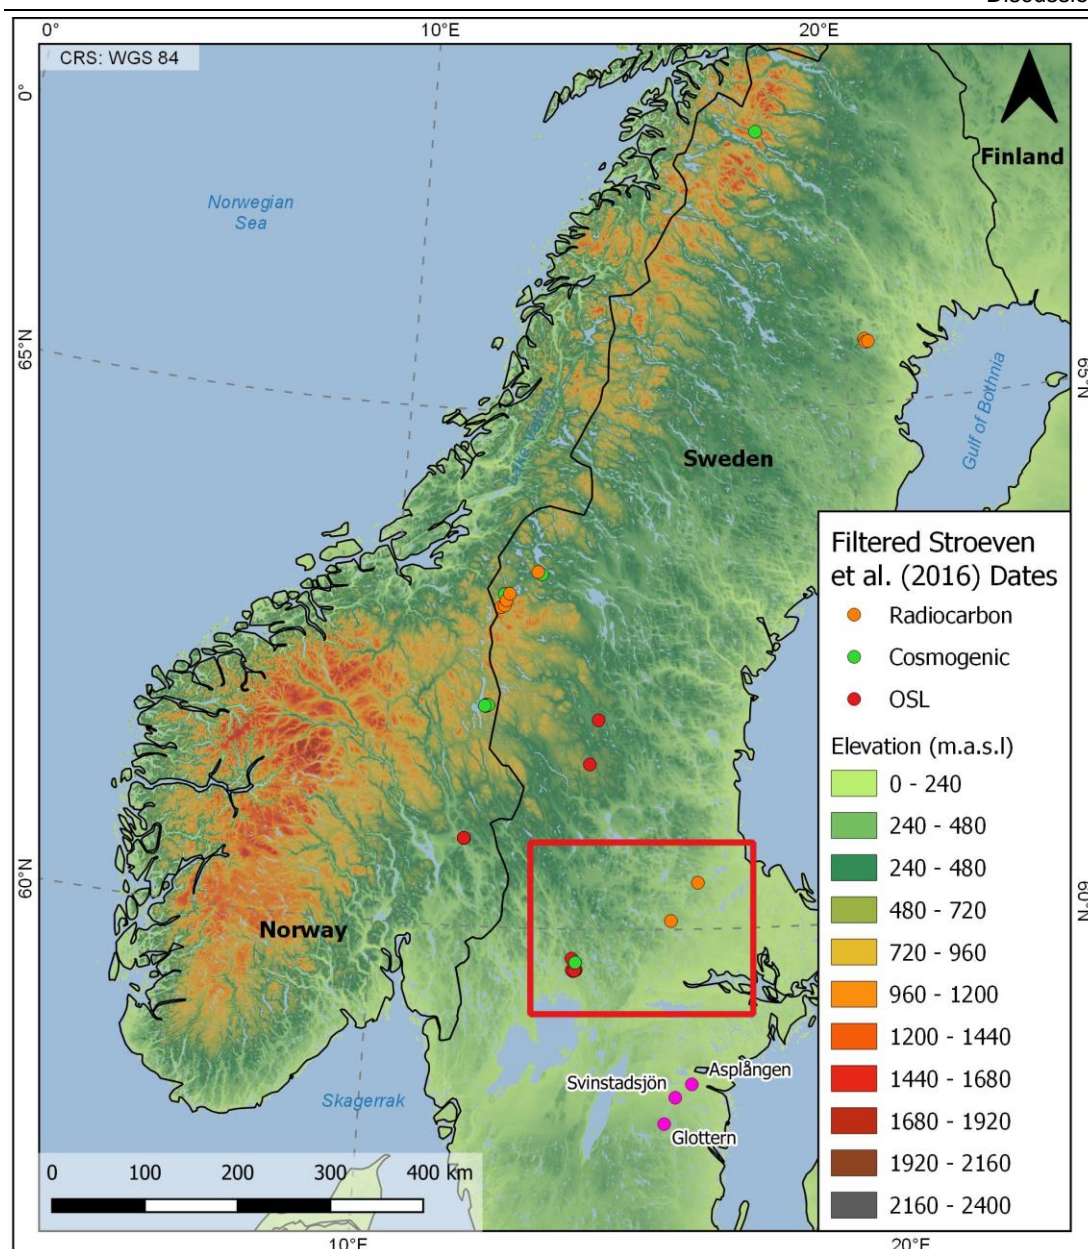 Discussio
0°
10°E
20°E
CRS: WGS 84
0°
Finland
Norwegian
Sea
65°N
65°N
Gulf of Bothnia
Sweden
Filtered Stroeven
et al. (2016) Dates
Radiocarbon
Cosmogenic
OSL
Elevation (m.a.s.l)
0 - 240
240 - 480
240 - 480
480 - 720
720 - 960
960 - 1200
1200 - 1440
1440 - 1680
1680 - 1920
1920 - 2160
2160 - 2400
60°N
60°N
Norway
Asplången
Svinstadsjön
Glottern
Skagerrak
0 100 200 300 400 km
10°E
20°E